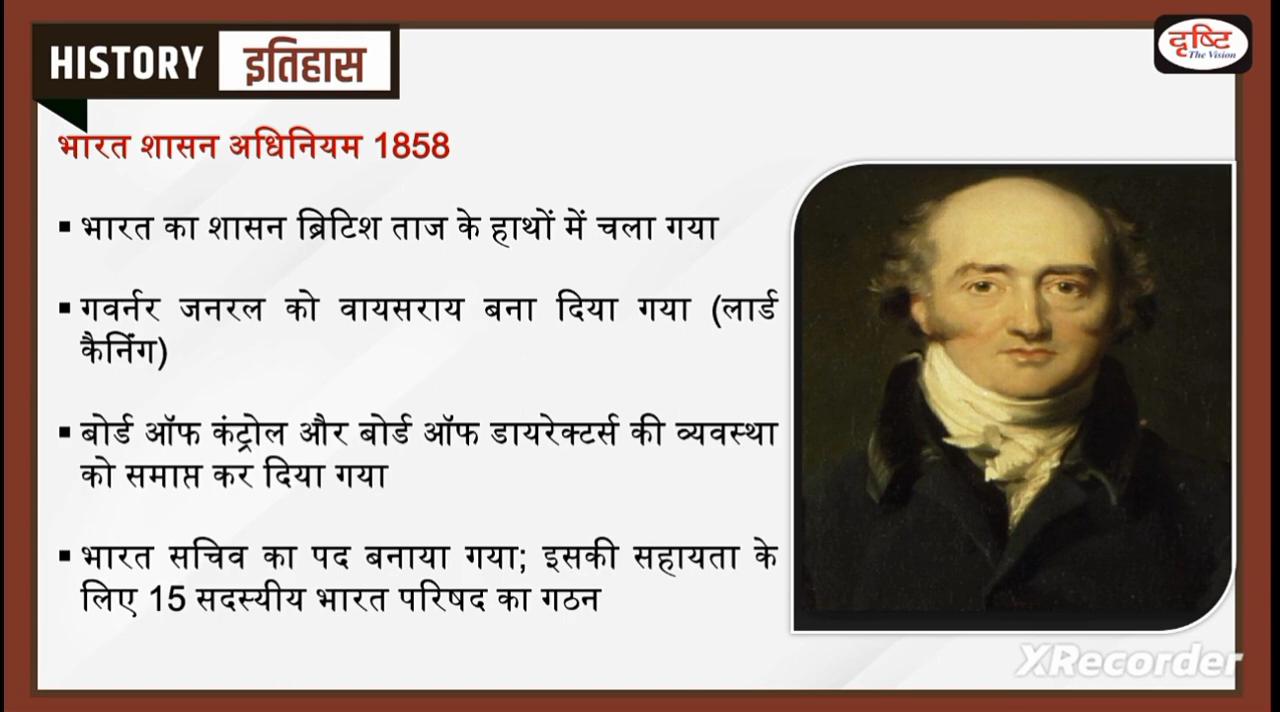 HISTORY इतिहास
दृष्टि
The Vision
भारत शासन अधिनियम 1858
▪ भारत का शासन ब्रिटिश ताज के हाथों में चला गया
▪ गवर्नर जनरल को वायसराय बना दिया गया (लार्ड
कैनिंग)
▪ बोर्ड ऑफ कंट्रोल और बोर्ड ऑफ डायरेक्टर्स की व्यवस्था
को समाप्त कर दिया गया
▪ भारत सचिव का पद बनाया गया; इसकी सहायता के
लिए 15 सदस्यीय भारत परिषद का गठन
XRecorder